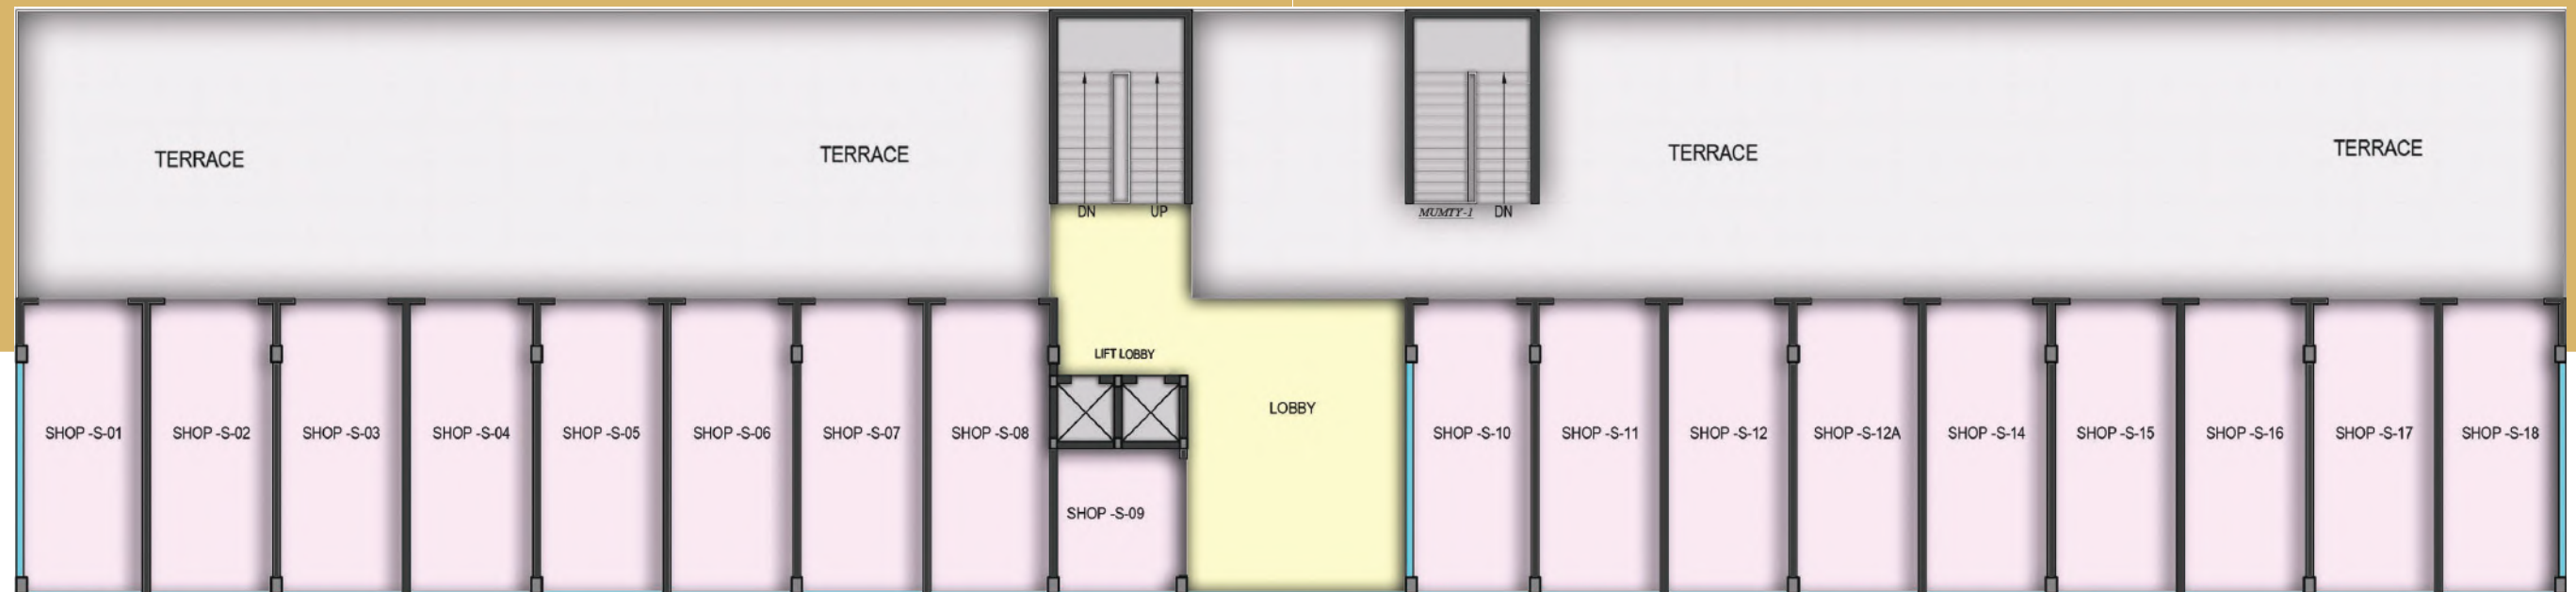 TERRACE
TERRACE
TERRACE
TERRACE
DN
UP
MUMTY-1
DN
LIFT LOBBY
LOBBY
SHOP -S-01
SHOP -S-02
SHOP -S-03
SHOP -S-04
SHOP -S-05
SHOP -S-06
SHOP -S-07
SHOP -S-08
SHOP -S-09
SHOP -S-10
SHOP -S-11
SHOP -S-12
SHOP -S-12A
SHOP -S-14
SHOP -S-15
SHOP -S-16
SHOP -S-17
SHOP -S-18